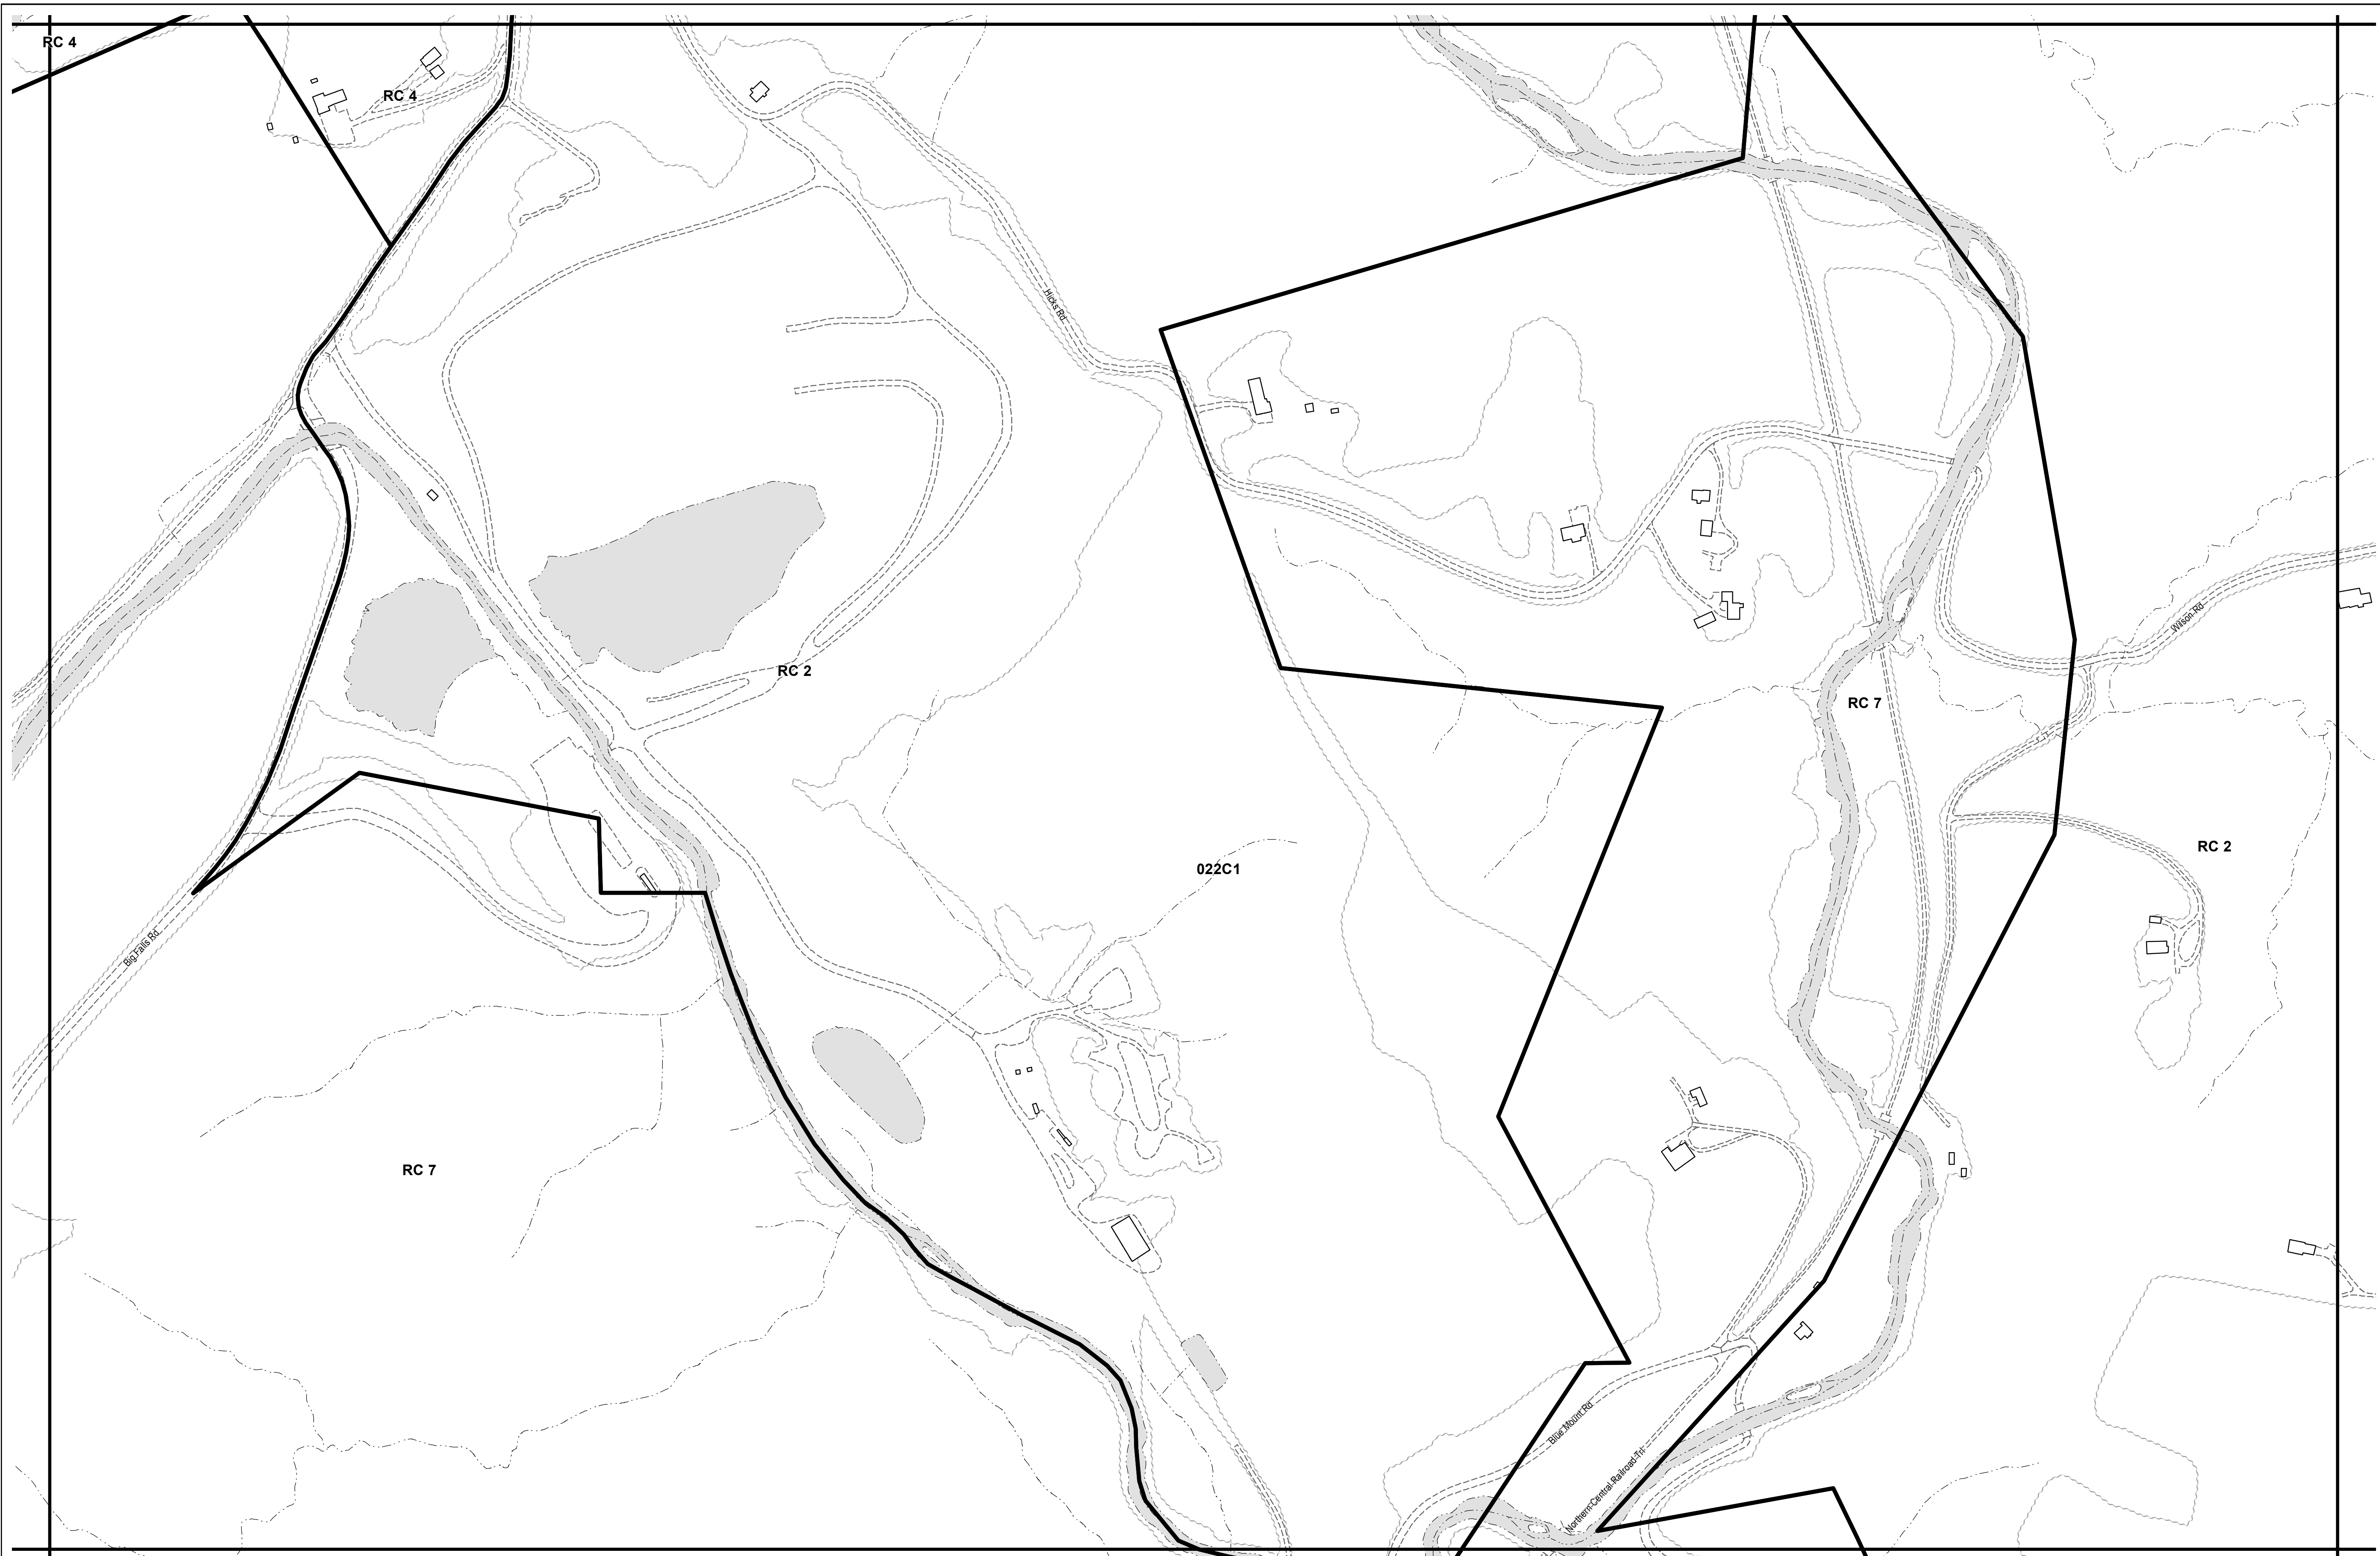 RC 4
RC 4
Hicks Rd
Wilson Rd
RC 2
RC 7
RC 2
022C1
Big Falls Rd
RC 7
Blue Mount Rd
Northern Central Railroad Trl